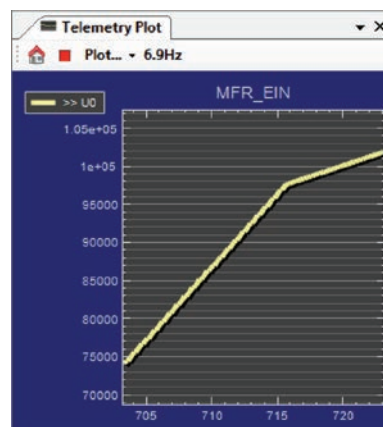 Telemetry Plot
Plot... 6.9Hz
>> U0
MFR_EIN
1.05e+05
1e+05
95000
90000
85000
80000
75000
70000
705 710 715 720